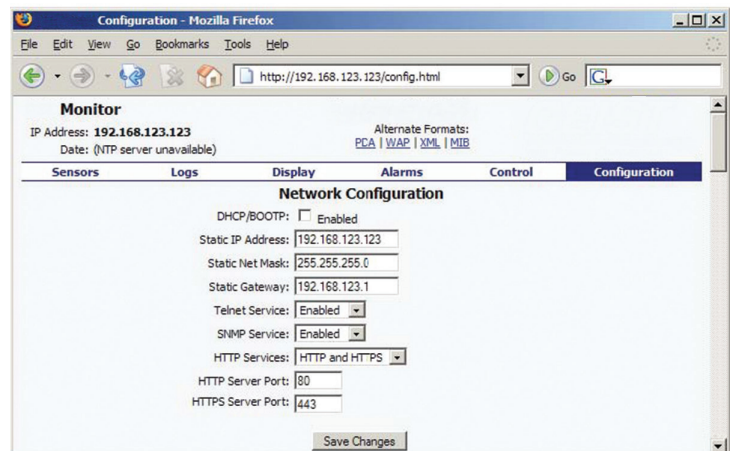 Configuration - Mozilla Firefox
File Edit View Go Bookmarks Tools Help
http://192.168.123.123/config.html Go G
Monitor
IP Address: 192.168.123.123
Date: (NTP server unavailable)
Alternate Formats:
PCA | WAP | XML | MIB
Sensors Logs Display Alarms Control Configuration
Network Configuration
DHCP/BOOTP: Enabled
Static IP Address: 192.168.123.123
Static Net Mask: 255.255.255.0
Static Gateway: 192.168.123.1
Telnet Service: Enabled
SNMP Service: Enabled
HTTP Services: HTTP and HTTPS
HTTP Server Port: 80
HTTPS Server Port: 443
Save Changes